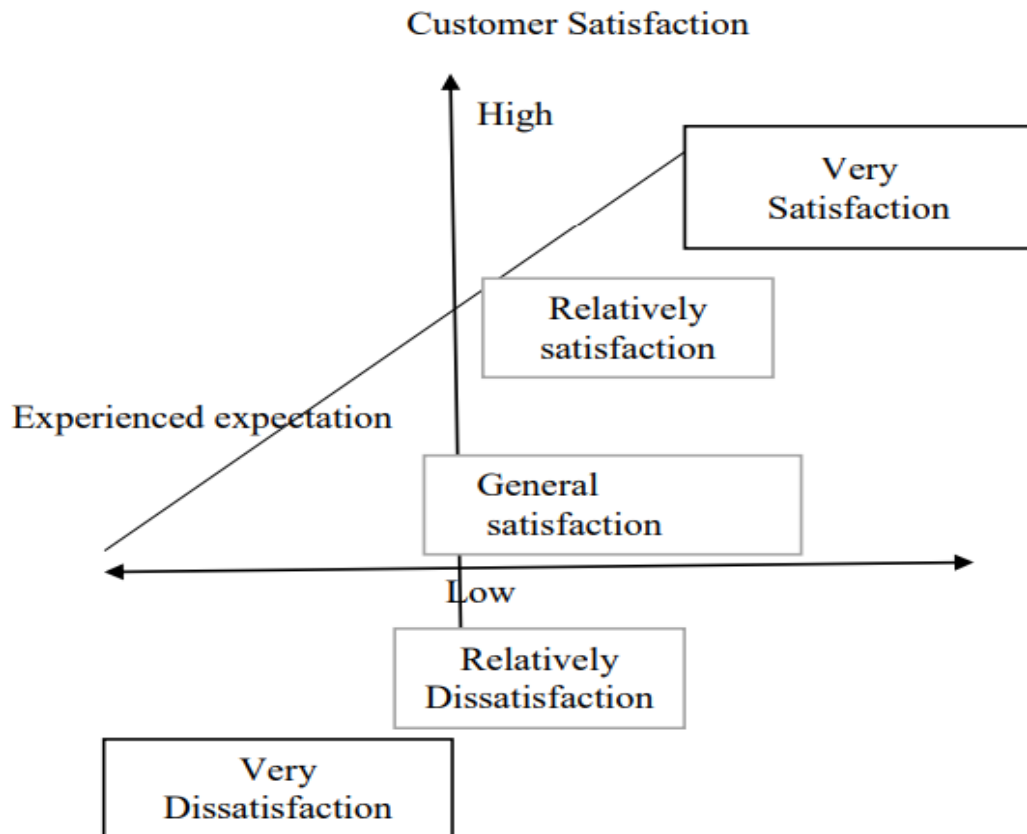 Customer Satisfaction
High
Very
Satisfaction
Relatively
satisfaction
Experienced expectation
General
satisfaction
Low
Relatively
Dissatisfaction
Very
Dissatisfaction